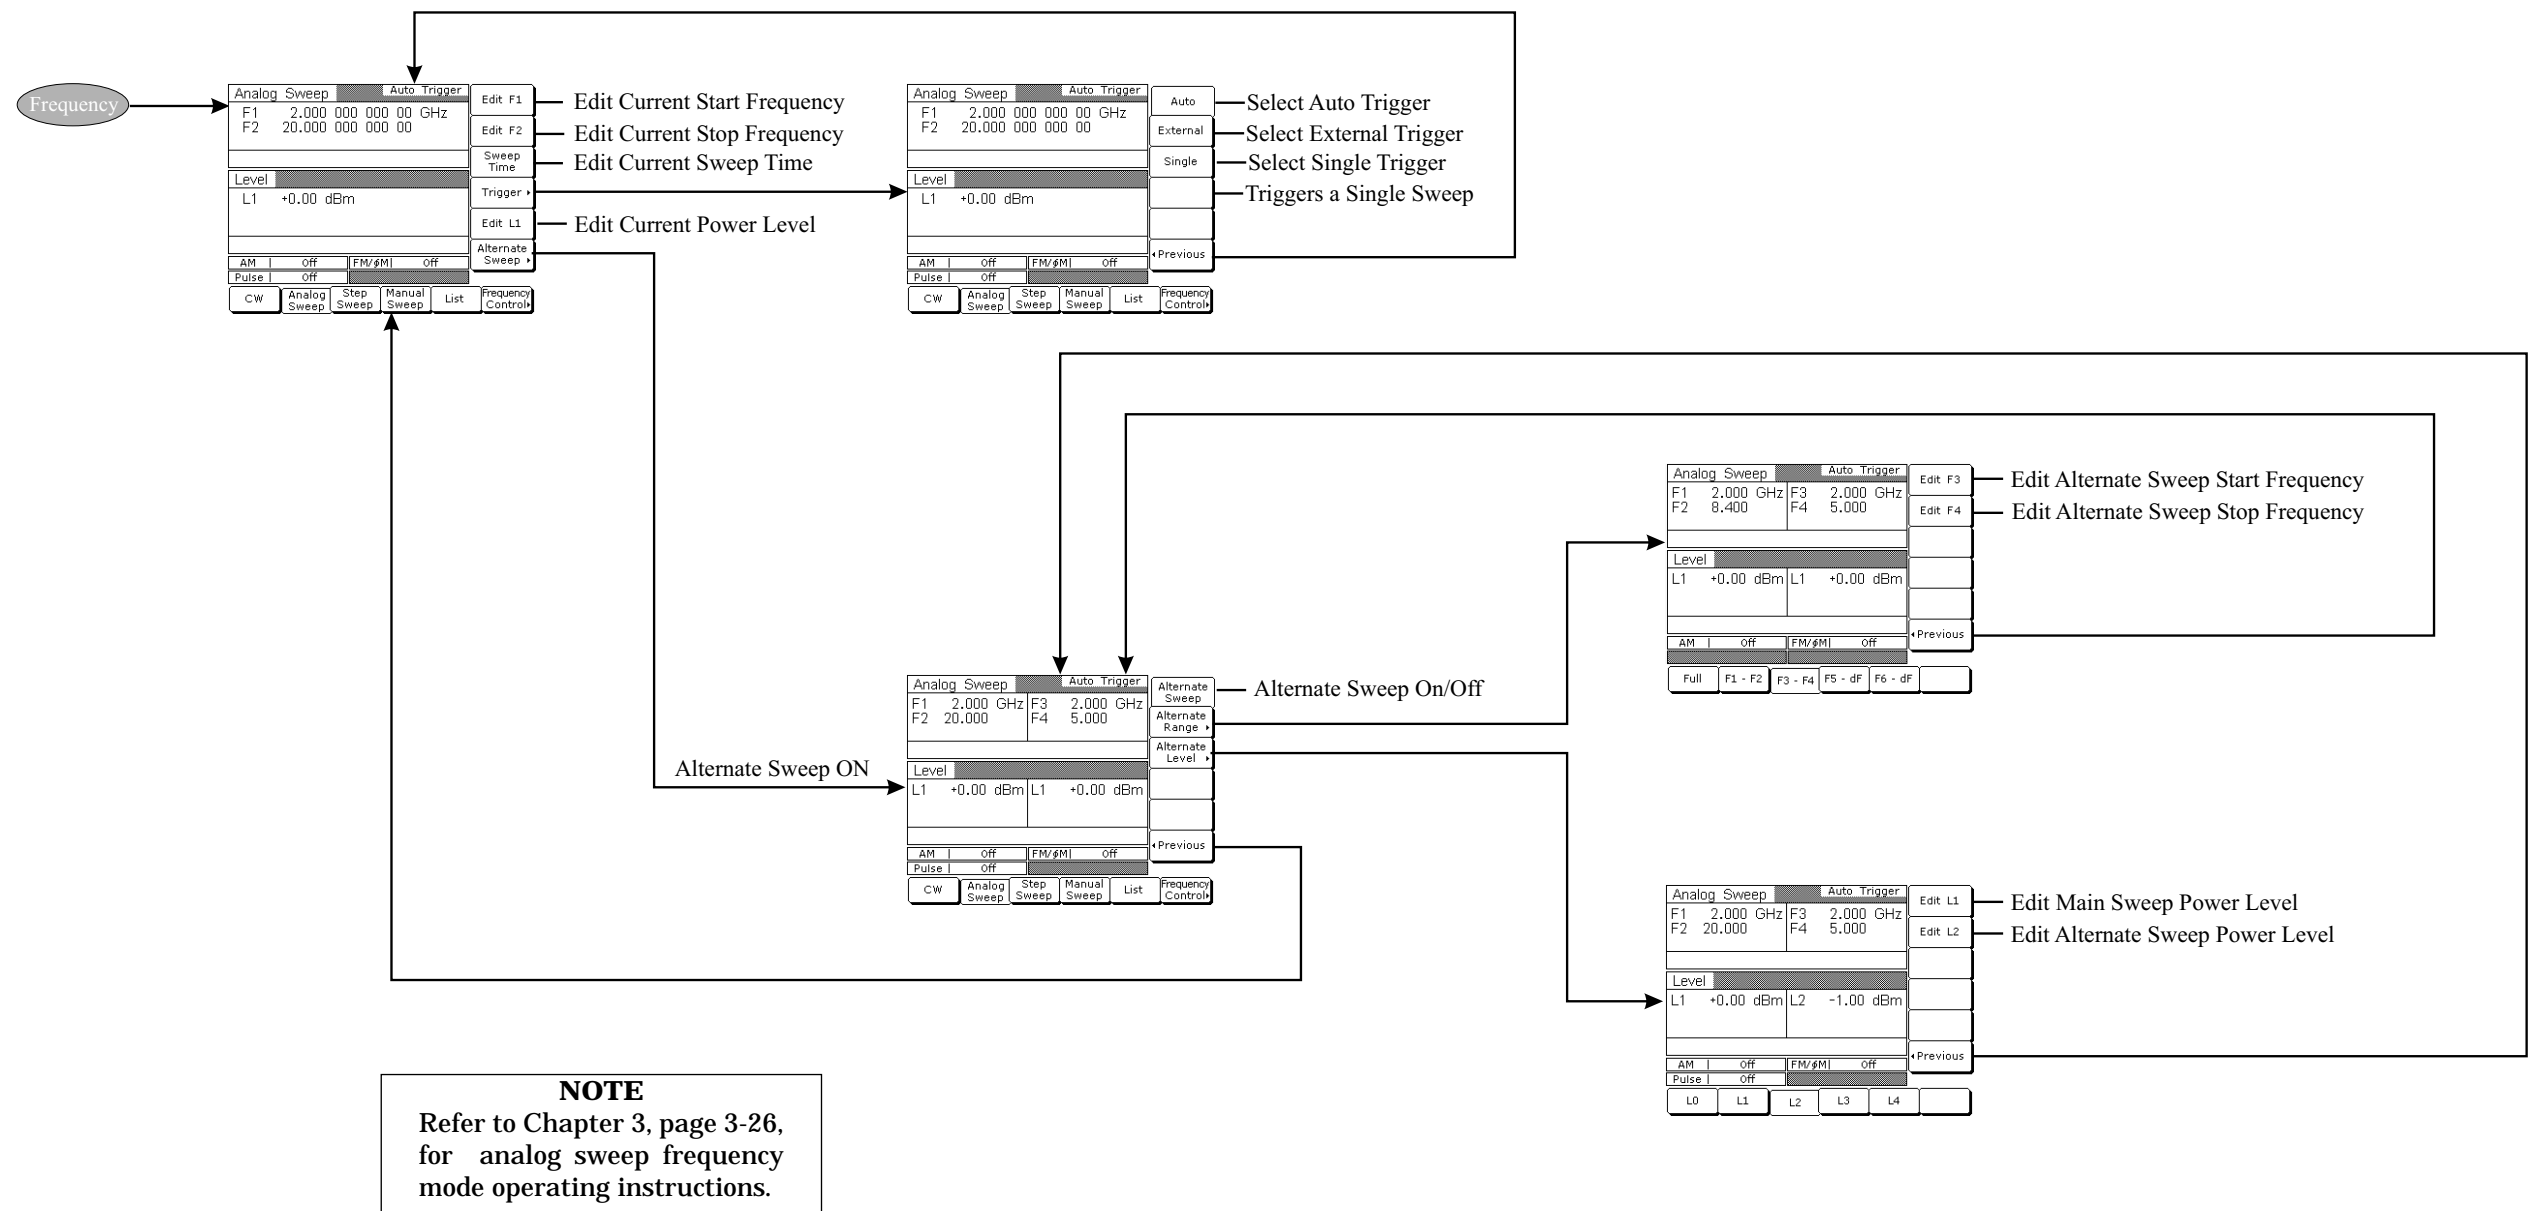 Frequency
Analog Sweep Auto Trigger
F1 2.000 000 000 00 GHz
F2 20.000 000 000 00
Level
L1 +0.00 dBm
AM | Off FM/ϕM| Off
Pulse | Off
CW Analog Sweep Step Sweep Manual Sweep List Frequency Control
Edit F1
Edit F2
Sweep Time
Trigger
Edit L1
Alternate Sweep
Edit Current Start Frequency
Edit Current Stop Frequency
Edit Current Sweep Time
Edit Current Power Level
Analog Sweep Auto Trigger
F1 2.000 000 000 00 GHz
F2 20.000 000 000 00
Level
L1 +0.00 dBm
AM | Off FM/ϕM| Off
Pulse | Off
CW Analog Sweep Step Sweep Manual Sweep List Frequency Control
Auto
External
Single
Previous
Select Auto Trigger
Select External Trigger
Select Single Trigger
Triggers a Single Sweep
Alternate Sweep ON
Analog Sweep Auto Trigger
F1 2.000 GHz F3 2.000 GHz
F2 20.000 F4 5.000
Level
L1 +0.00 dBm L1 +0.00 dBm
AM | Off FM/ϕM| Off
Pulse | Off
CW Analog Sweep Step Sweep Manual Sweep List Frequency Control
Alternate Sweep
Alternate Range
Alternate Level
Previous
Alternate Sweep On/Off
Analog Sweep Auto Trigger
F1 2.000 GHz F3 2.000 GHz
F2 8.400 F4 5.000
Level
L1 +0.00 dBm L1 +0.00 dBm
AM | Off FM/ϕM| Off
Full F1 - F2 F3 - F4 F5 - dF F6 - dF
Edit F3
Edit F4
Previous
Edit Alternate Sweep Start Frequency
Edit Alternate Sweep Stop Frequency
Analog Sweep Auto Trigger
F1 2.000 GHz F3 2.000 GHz
F2 20.000 F4 5.000
Level
L1 +0.00 dBm L2 -1.00 dBm
AM | Off FM/ϕM| Off
Pulse | Off
L0 L1 L2 L3 L4
Edit L1
Edit L2
Previous
Edit Main Sweep Power Level
Edit Alternate Sweep Power Level
NOTE
Refer to Chapter 3, page 3-26,
for analog sweep frequency
mode operating instructions.